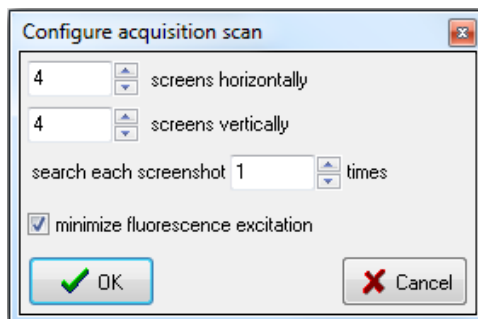 Configure acquisition scan
4 screens horizontally
4 screens vertically
search each screenshot 1 times
minimize fluorescence excitation
OK Cancel